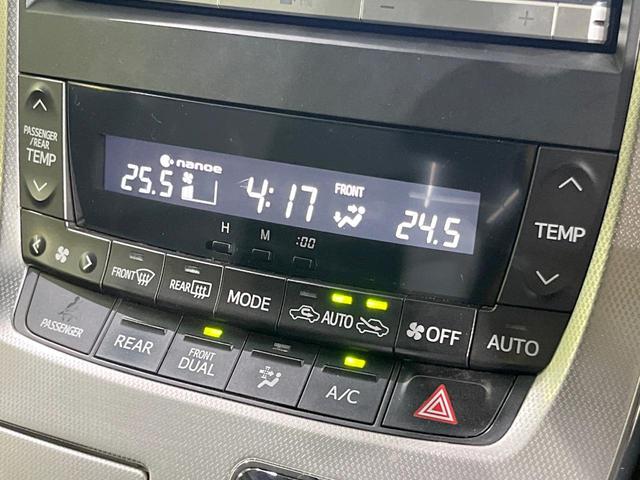 - +
PASSENGER
/REAR
TEMP
nanoe
25.5 4:17 FRONT 24.5
H M :00
TEMP
FRONT REAR MODE AUTO OFF AUTO
PASSENGER REAR FRONT
DUAL A/C